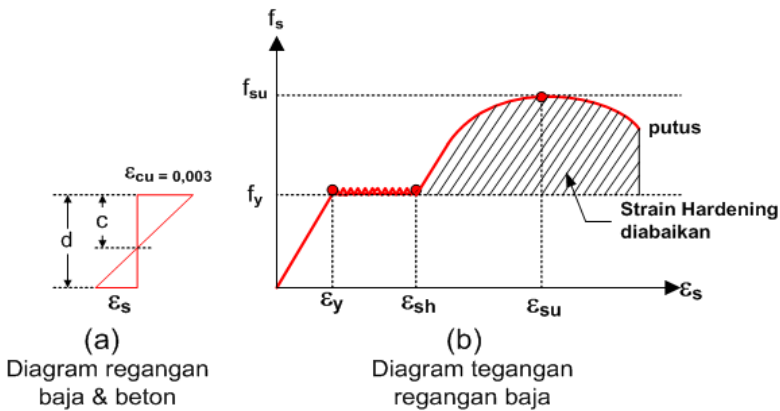 εcu = 0,003
d
c
εs
(a)
Diagram regangan
baja & beton
fs
fsu
fy
putus
Strain Hardening
diabaikan
εy
εsh
εsu
εs
(b)
Diagram tegangan
regangan baja